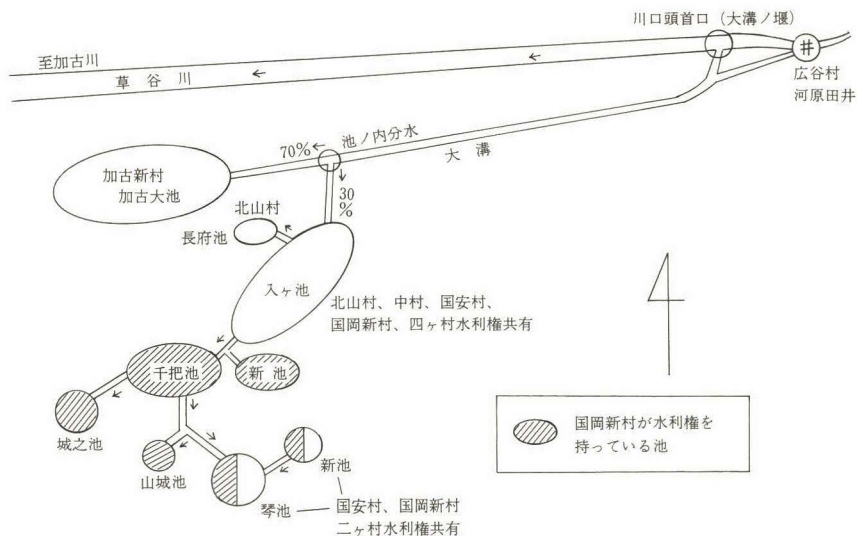 川口頭首口（大溝ノ堰）
井
至加古川
草谷川
広谷村
河原田井
70%
池ノ内分水
大溝
30
%
加古新村
加古大池
北山村
長府池
入ヶ池
北山村、中村、国安村、
国岡新村、四ヶ村水利権共有
千把池
新池
国岡新村が水利権を
持っている池
城之池
山城池
新池
琴池
国安村、国岡新村
二ヶ村水利権共有